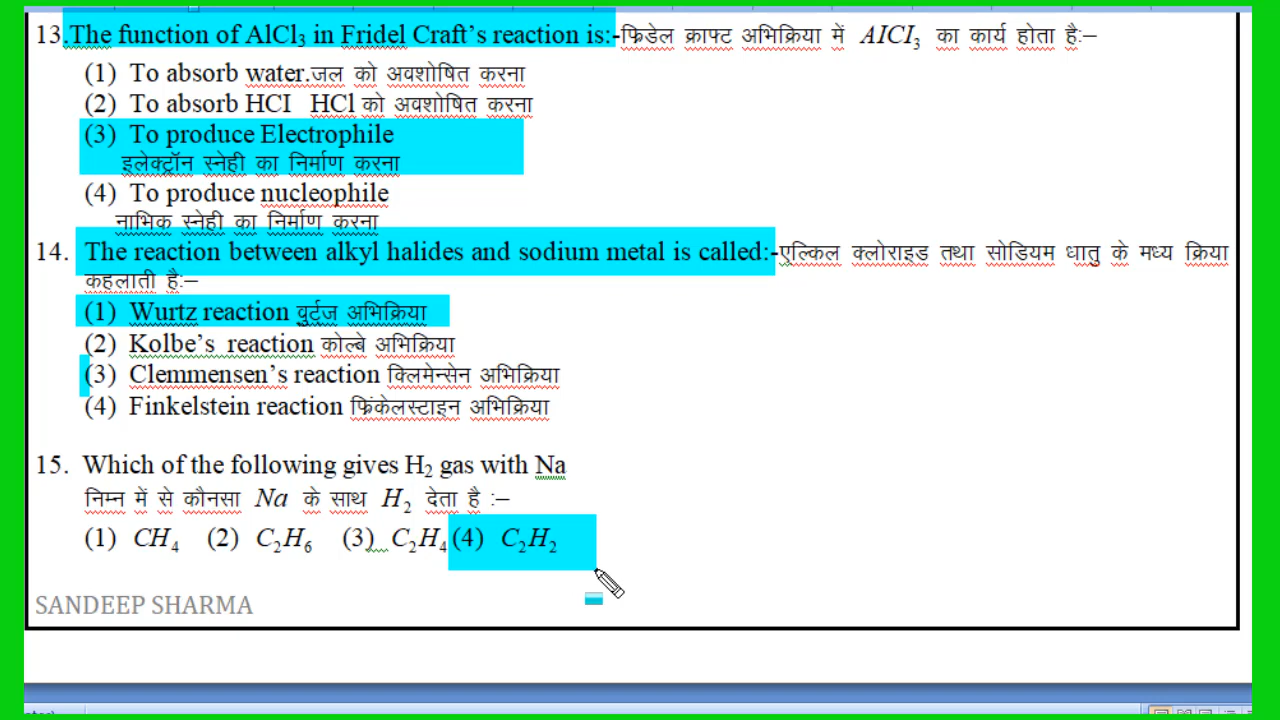 13.The function of AlCl₃ in Fridel Craft's reaction is:-फ्रिडेल क्राफ्ट अभिक्रिया में AlCl₃ का कार्य होता है:–
(1) To absorb water.जल को अवशोषित करना
(2) To absorb HCI HCl को अवशोषित करना
(3) To produce Electrophile
इलेक्ट्रॉन स्नेही का निर्माण करना
(4) To produce nucleophile
नाभिक स्नेही का निर्माण करना
14. The reaction between alkyl halides and sodium metal is called:-एल्किल क्लोराइड तथा सोडियम धातु के मध्य क्रिया
कहलाती है:–
(1) Wurtz reaction वुर्ट्ज अभिक्रिया
(2) Kolbe's reaction कोल्बे अभिक्रिया
(3) Clemmensen's reaction क्लिमेन्सेन अभिक्रिया
(4) Finkelstein reaction फ्रिंकेलस्टाइन अभिक्रिया
15. Which of the following gives H₂ gas with Na
निम्न में से कौनसा Na के साथ H₂ देता है :–
(1) CH₄ (2) C₂H₆ (3) C₂H₄ (4) C₂H₂
SANDEEP SHARMA